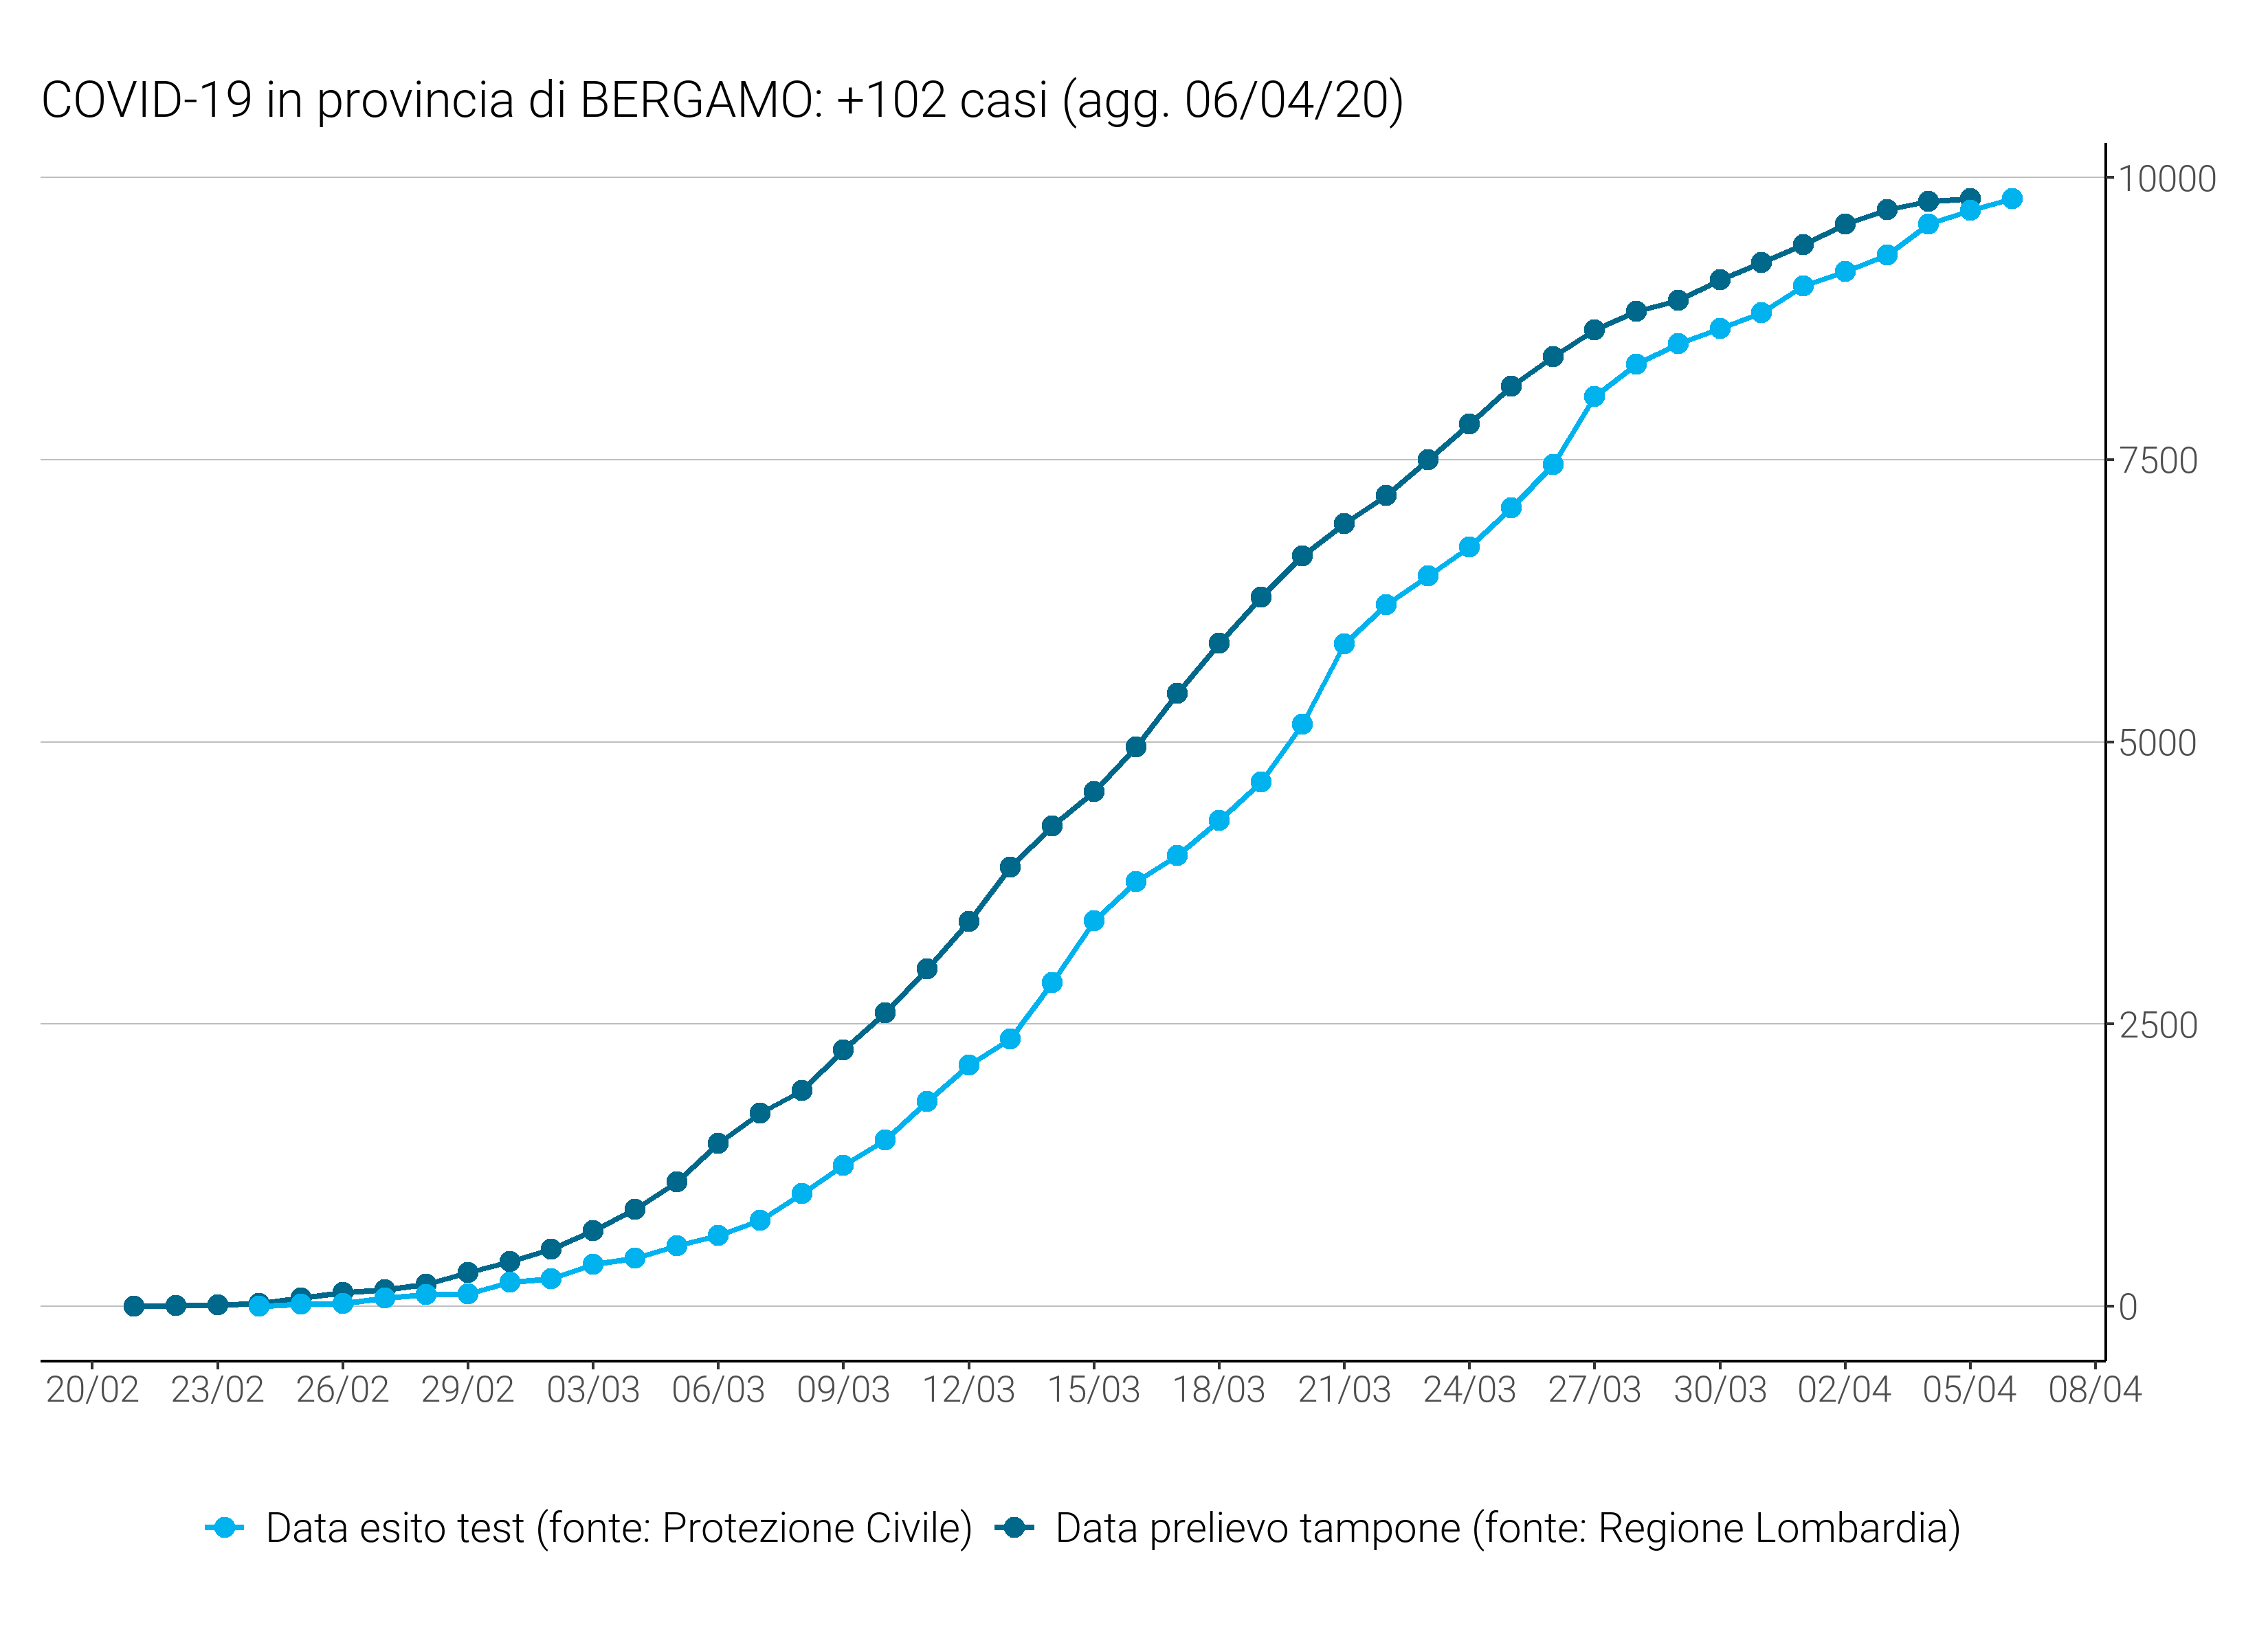 COVID-19 in provincia di BERGAMO: +102 casi (agg. 06/04/20)
10000
7500
5000
2500
0
20/02 23/02 26/02 29/02 03/03 06/03 09/03 12/03 15/03 18/03 21/03 24/03 27/03 30/03 02/04 05/04 08/04
Data esito test (fonte: Protezione Civile) Data prelievo tampone (fonte: Regione Lombardia)